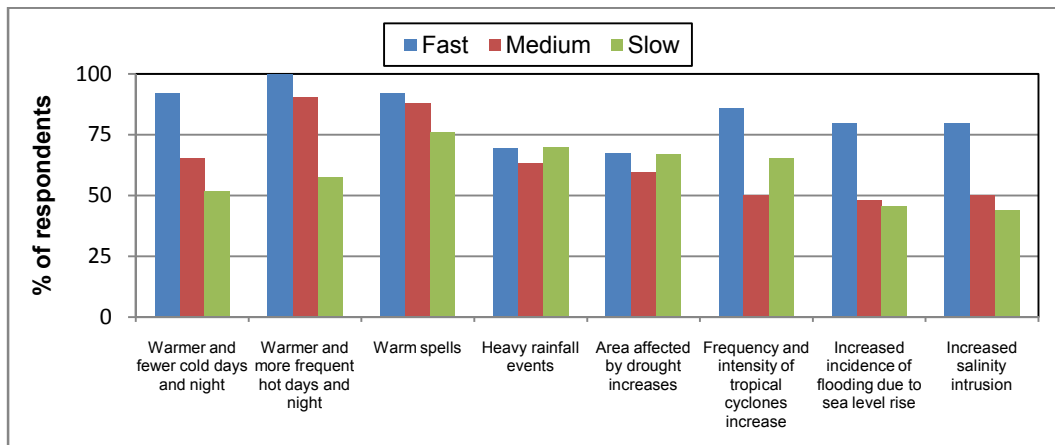 Fast Medium Slow
% of respondents
100
75
50
25
0
Warmer and
fewer cold days
and night
Warmer and
more frequent
hot days and
night
Warm spells
Heavy rainfall
events
Area affected
by drought
increases
Frequency and
intensity of
tropical
cyclones
increase
Increased
incidence of
flooding due to
sea level rise
Increased
salinity
intrusion